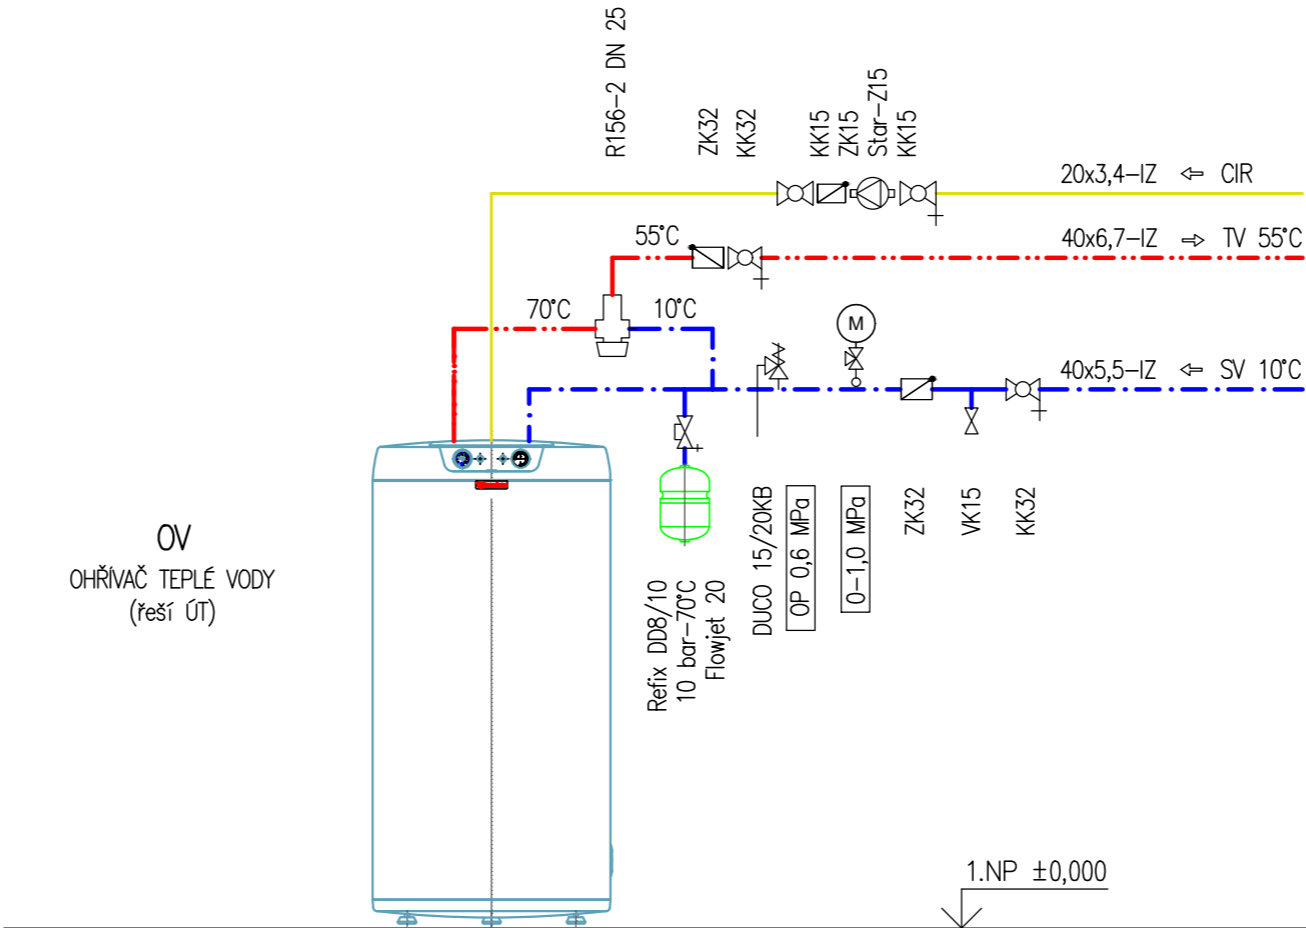 R156-2 DN 25
ZK32
KK32
KK15
ZK15
Star-Z15
KK15
20x3,4-IZ ⇐ CIR
55°C
40x6,7-IZ ⇒ TV 55°C
70°C
10°C
M
40x5,5-IZ ⇐ SV 10°C
OV
OHŘÍVAČ TEPLÉ VODY
(řeší ÚT)
Refix DD8/10
10 bar-70°C
Flowjet 20
DUCO 15/20KB
OP 0,6 MPa
0-1,0 MPa
ZK32
VK15
KK32
1.NP ±0,000